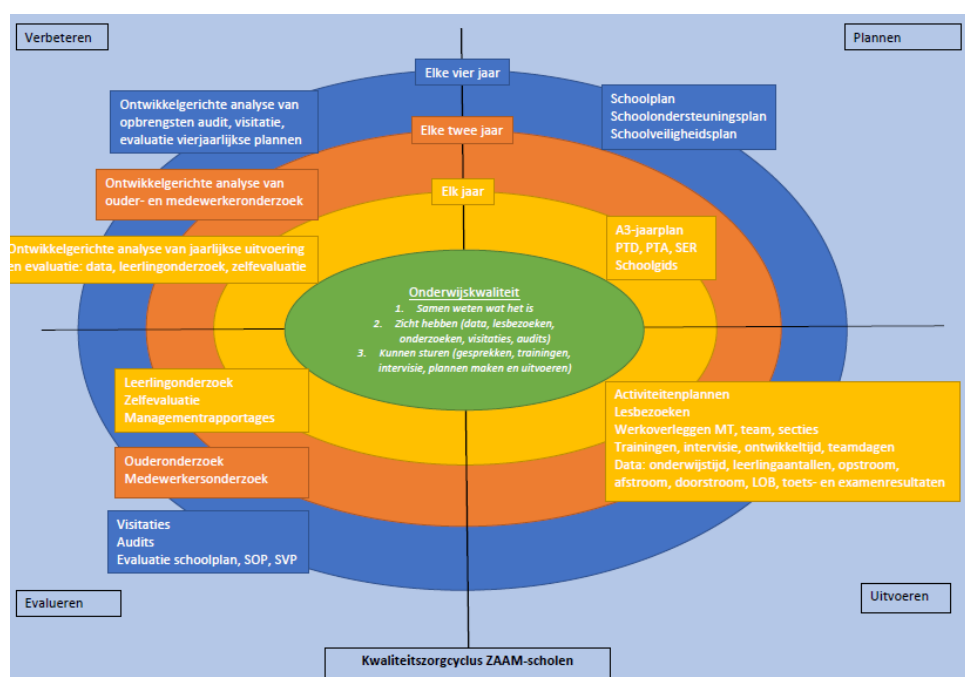 Verbeteren
Plannen
Elke vier jaar
Ontwikkelgerichte analyse van
opbrengsten audit, visitatie,
evaluatie vierjaarlijkse plannen
Schoolplan
Schoolondersteuningsplan
Schoolveiligheidsplan
Elke twee jaar
Ontwikkelgerichte analyse van
ouder- en medewerkeronderzoek
Elk jaar
Ontwikkelgerichte analyse van jaarlijkse uitvoering
en evaluatie: data, leerlingonderzoek, zelfevaluatie
A3-jaarplan
PTD, PTA, SER
Schoolgids
Onderwijskwaliteit
1. Samen weten wat het is
2. Zicht hebben (data, lesbezoeken,
onderzoeken, visitaties, audits)
3. Kunnen sturen (gesprekken, trainingen,
intervisie, plannen maken en uitvoeren)
Leerlingonderzoek
Zelfevaluatie
Managementrapportages
Activiteitenplannen
Lesbezoeken
Werkoverleggen MT, team, secties
Trainingen, intervisie, ontwikkeltijd, teamdagen
Data: onderwijstijd, leerlingaantallen, opstroom,
afstroom, doorstroom, LOB, toets- en examenresultaten
Ouderonderzoek
Medewerkersonderzoek
Visitaties
Audits
Evaluatie schoolplan, SOP, SVP
Evalueren
Uitvoeren
Kwaliteitszorgcyclus ZAAM-scholen